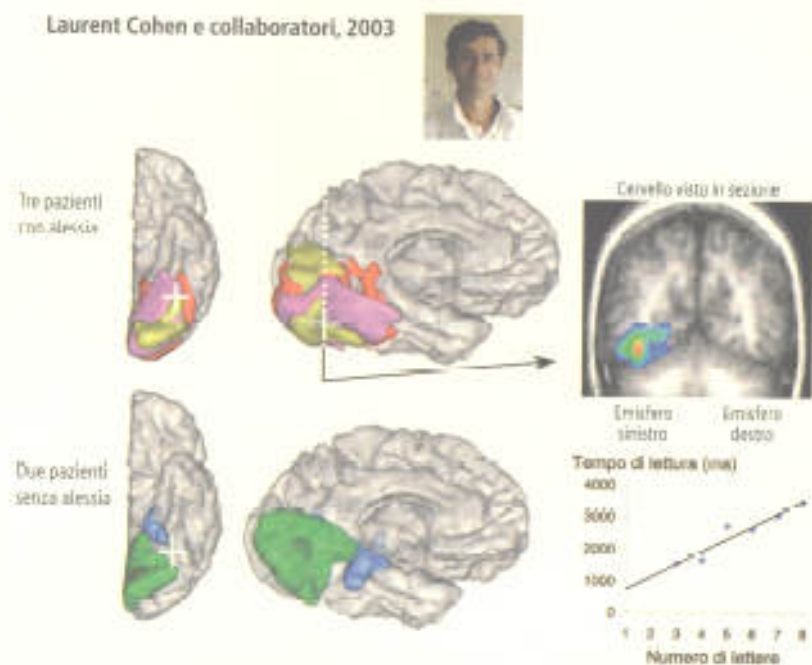 Laurent Cohen e collaboratori, 2003
Tre pazienti
con alessia
Cervello visto in sezione
Emisfero
sinistro
Emisfero
destro
Due pazienti
senza alessia
Tempo di lettura (ms)
4000
3000
2000
1000
0
1 2 3 4 5 6 7 8
Numero di lettere